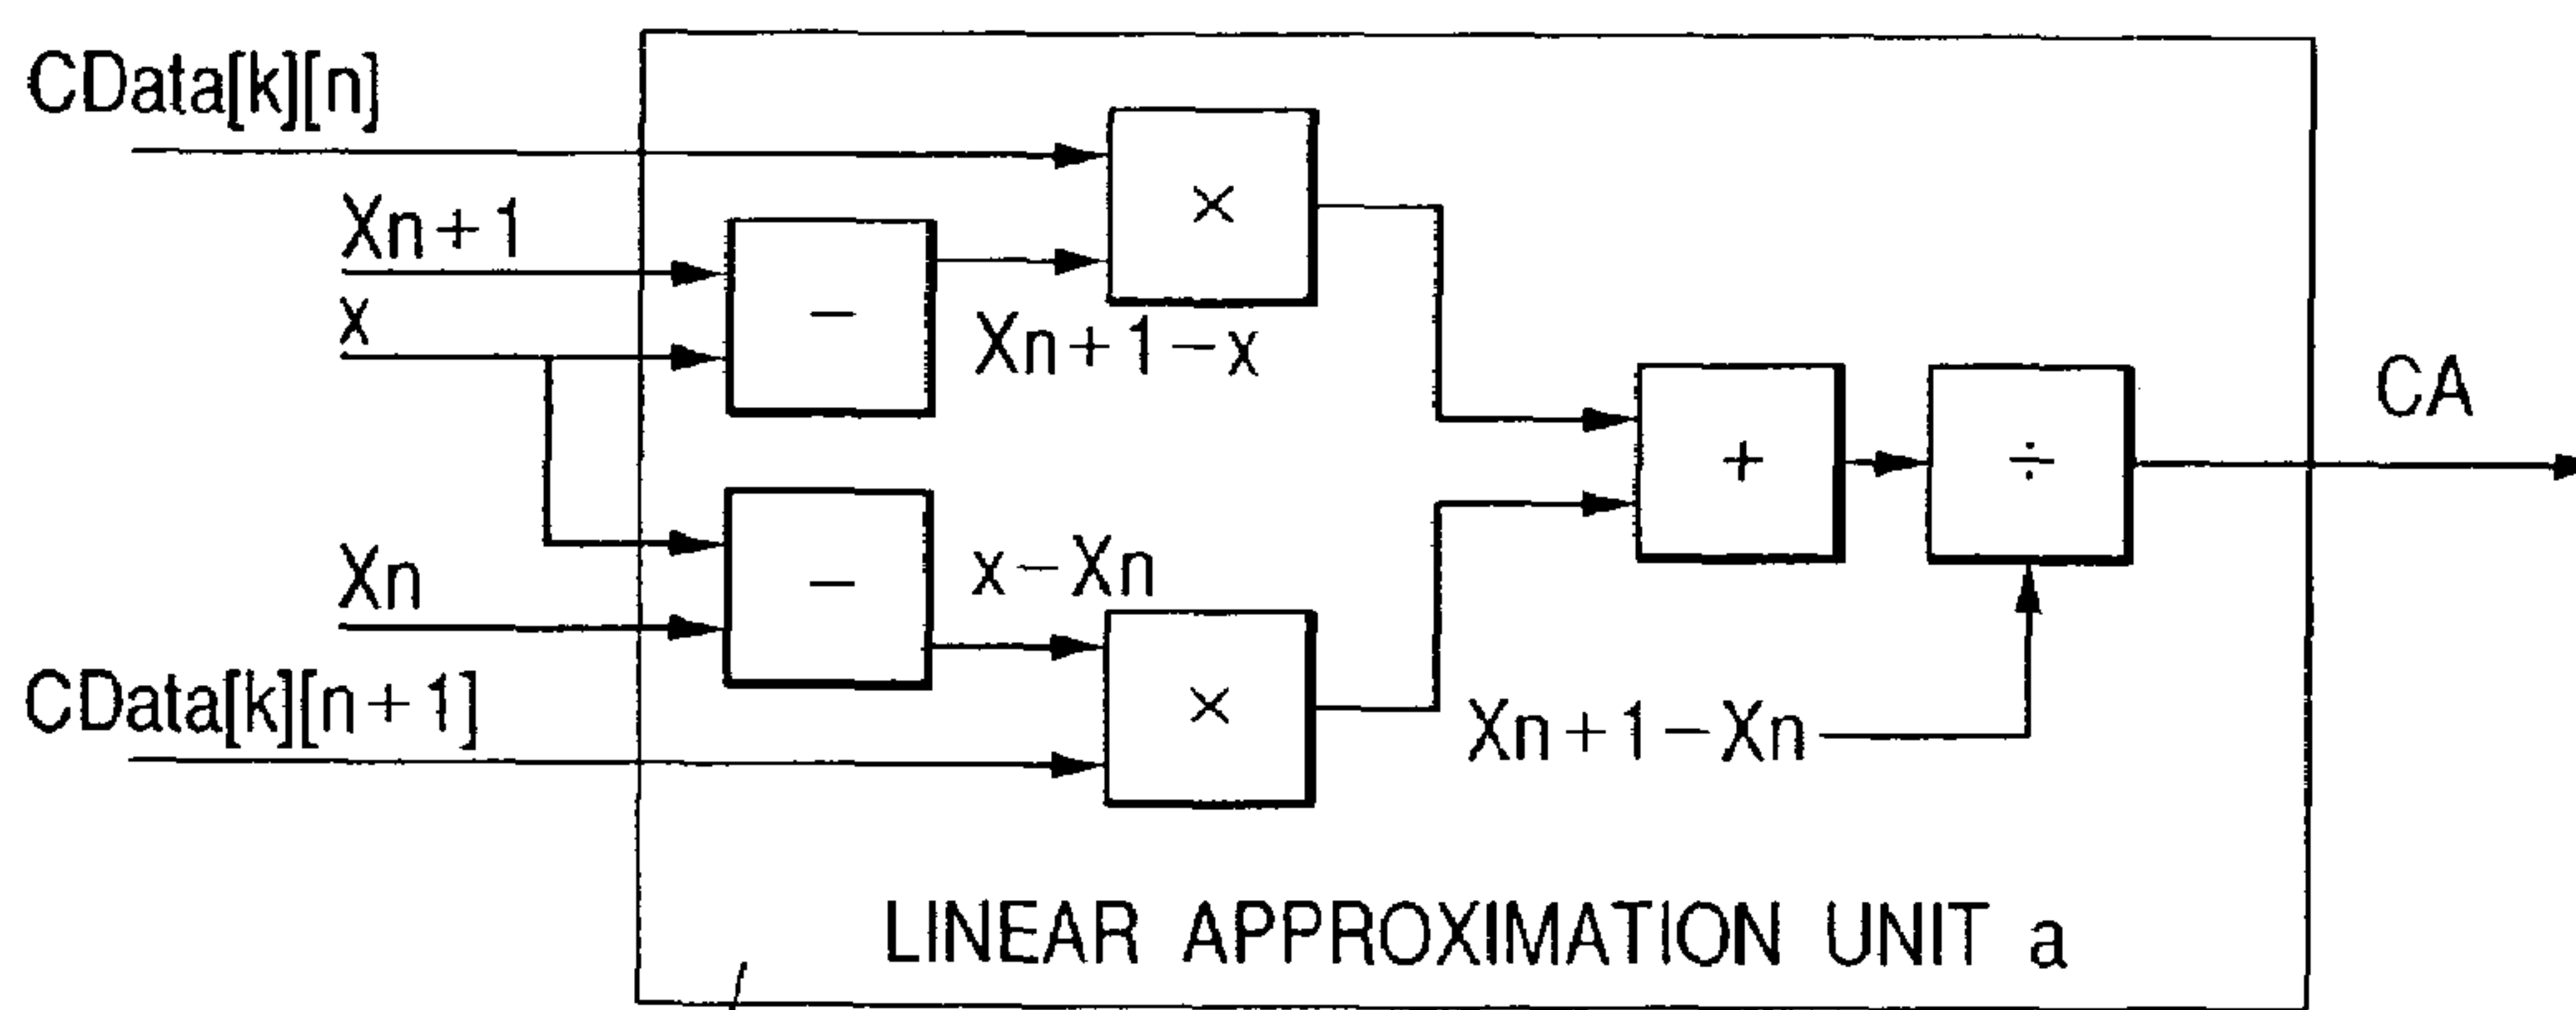 CData[k][n]
Xn+1
x
×
−
Xn+1−x
+
÷
CA
Xn
−
x−Xn
CData[k][n+1]
×
Xn+1−Xn
LINEAR APPROXIMATION UNIT a